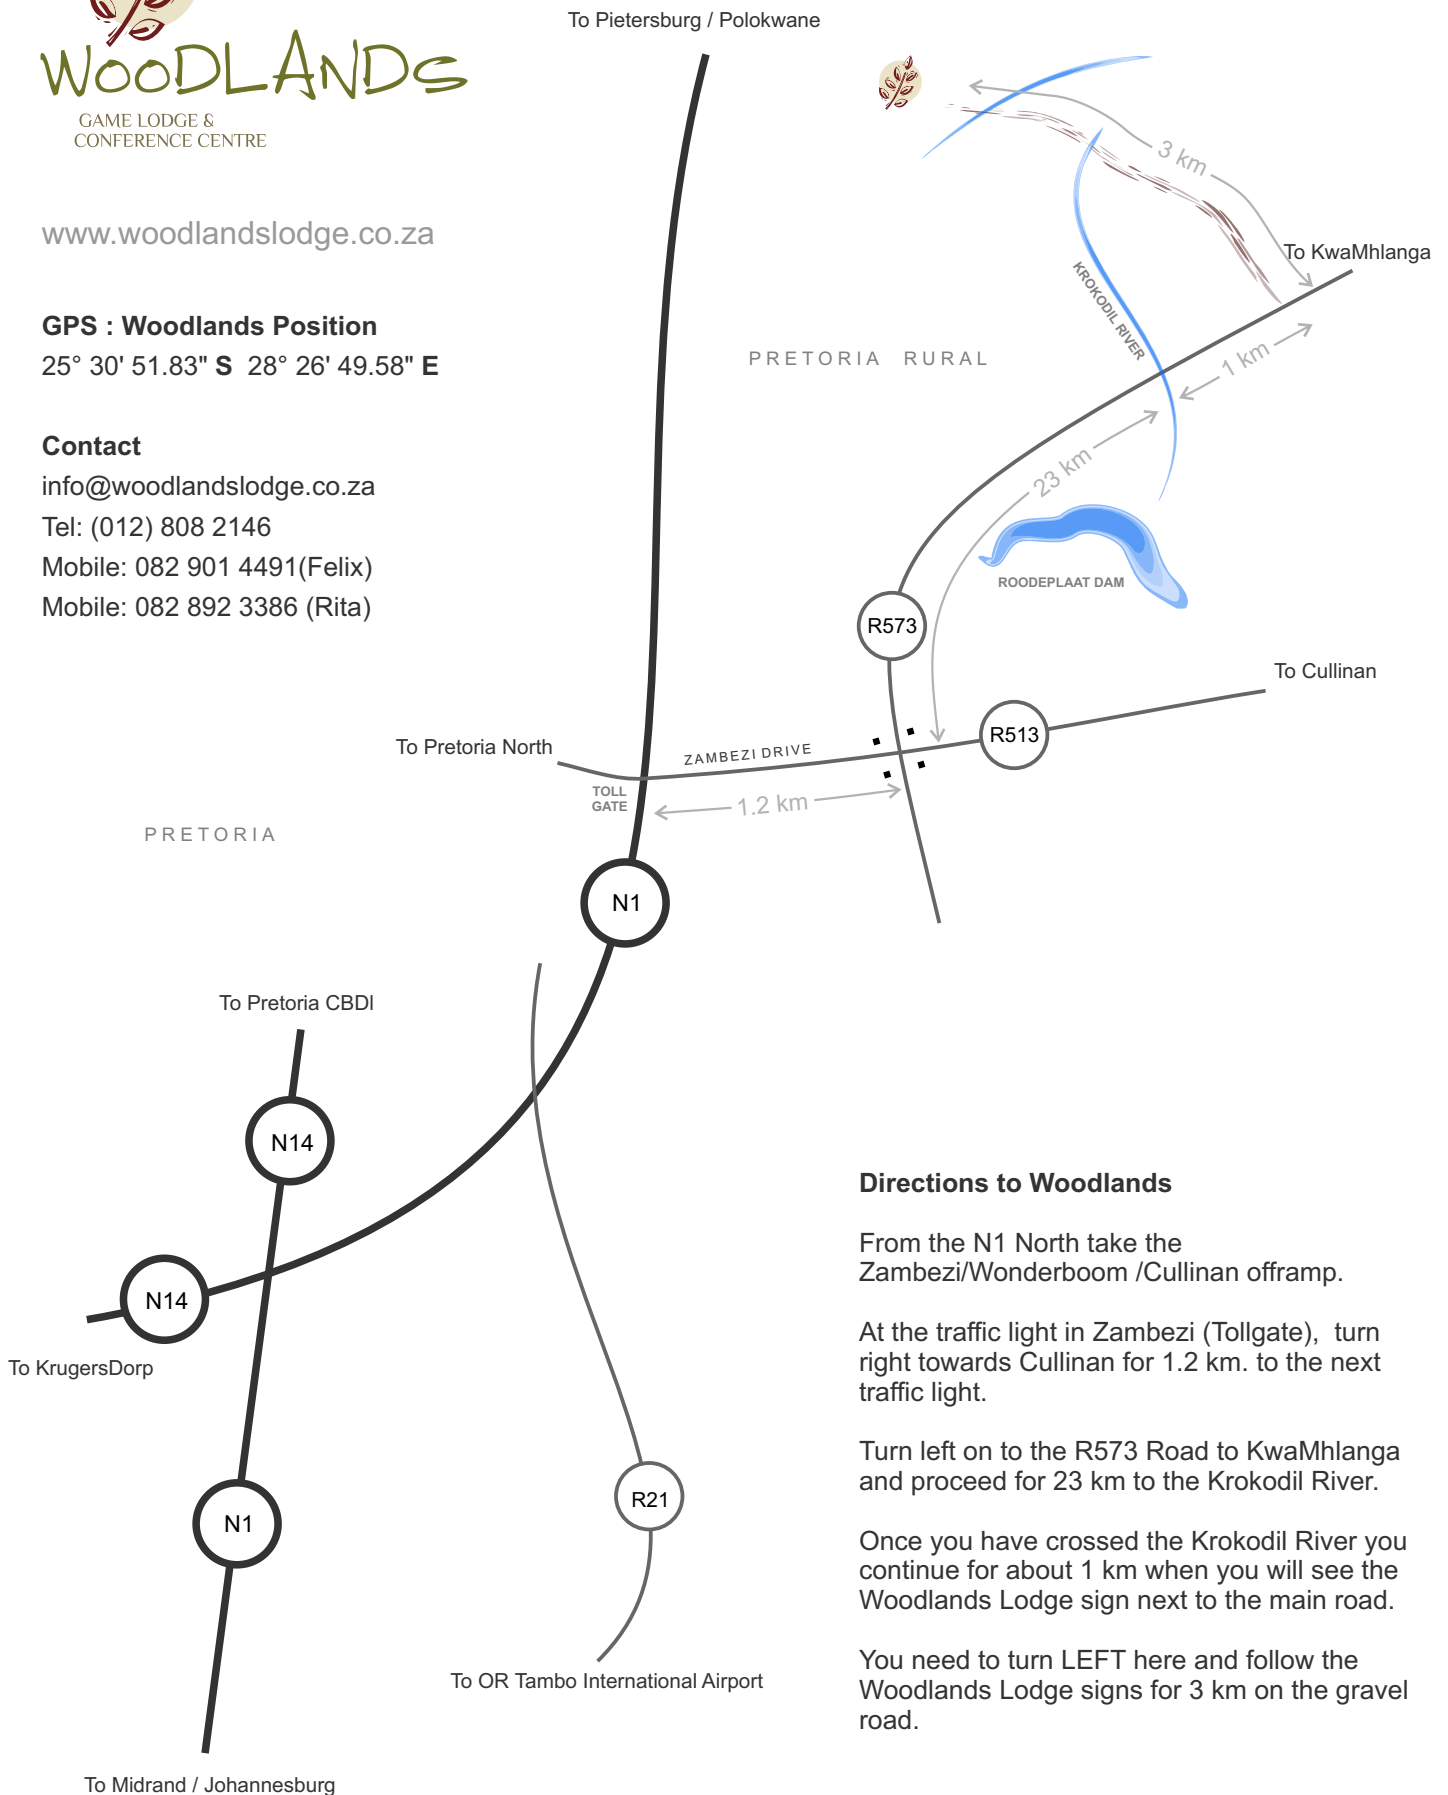 WOODLANDS
GAME LODGE &
CONFERENCE CENTRE
www.woodlandslodge.co.za
GPS : Woodlands Position
25° 30' 51.83" S 28° 26' 49.58" E
Contact
info@woodlandslodge.co.za
Tel: (012) 808 2146
Mobile: 082 901 4491(Felix)
Mobile: 082 892 3386 (Rita)
To Pietersburg / Polokwane
3 km
To KwaMhlanga
KROKODIL RIVER
1 km
PRETORIA RURAL
23 km
ROODEPLAAT DAM
R573
To Cullinan
R513
To Pretoria North
ZAMBEZI DRIVE
TOLL
GATE
1.2 km
PRETORIA
N1
To Pretoria CBDl
N14
N14
To KrugersDorp
N1
R21
To OR Tambo International Airport
To Midrand / Johannesburg
Directions to Woodlands
From the N1 North take the
Zambezi/Wonderboom /Cullinan offramp.
At the traffic light in Zambezi (Tollgate), turn
right towards Cullinan for 1.2 km. to the next
traffic light.
Turn left on to the R573 Road to KwaMhlanga
and proceed for 23 km to the Krokodil River.
Once you have crossed the Krokodil River you
continue for about 1 km when you will see the
Woodlands Lodge sign next to the main road.
You need to turn LEFT here and follow the
Woodlands Lodge signs for 3 km on the gravel
road.